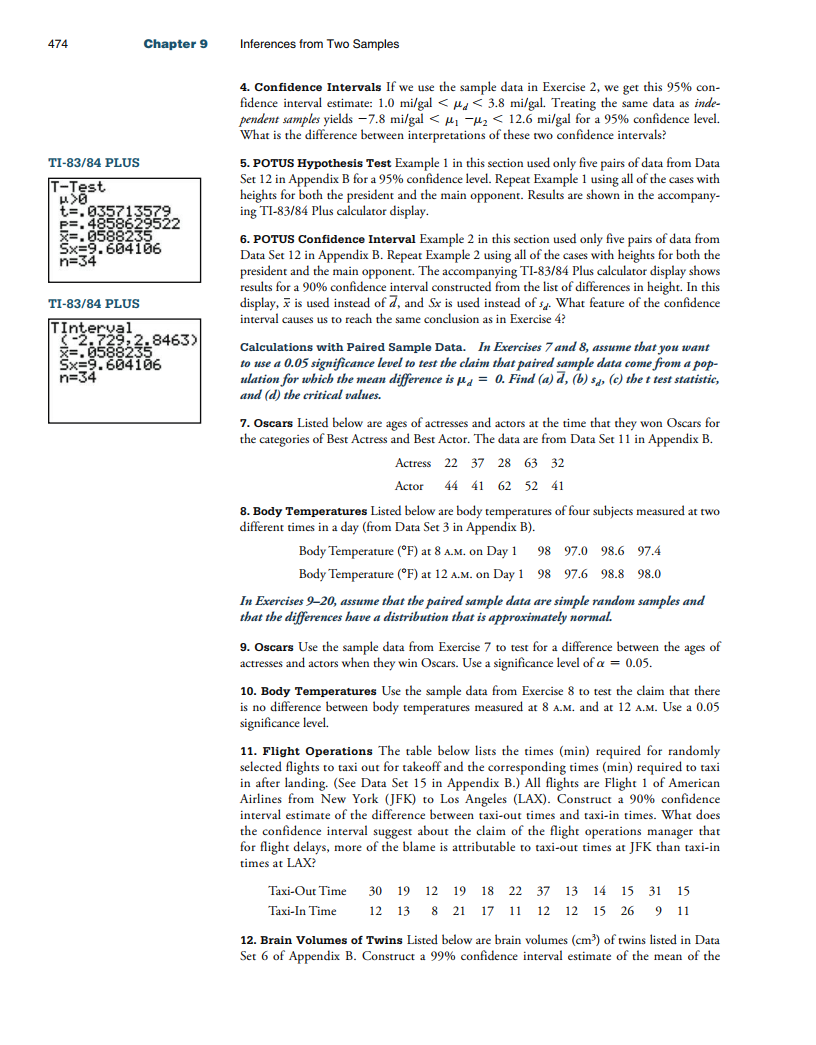 474 Chapter 9 Inferences from Two Samples
4. Confidence Intervals If we use the sample data in Exercise 2, we get this 95% con-
fidence interval estimate: 1.0 mi/gal < μd < 3.8 mi/gal. Treating the same data as inde-
pendent samples yields −7.8 mi/gal < μ1 −μ2 < 12.6 mi/gal for a 95% confidence level.
What is the difference between interpretations of these two confidence intervals?
TI-83/84 PLUS
T-Test
μ>0
t=.035713579
p=.4858629522
x̄=.0588235
Sx=9.604106
n=34
5. POTUS Hypothesis Test Example 1 in this section used only five pairs of data from Data
Set 12 in Appendix B for a 95% confidence level. Repeat Example 1 using all of the cases with
heights for both the president and the main opponent. Results are shown in the accompany-
ing TI-83/84 Plus calculator display.
6. POTUS Confidence Interval Example 2 in this section used only five pairs of data from
Data Set 12 in Appendix B. Repeat Example 2 using all of the cases with heights for both the
president and the main opponent. The accompanying TI-83/84 Plus calculator display shows
results for a 90% confidence interval constructed from the list of differences in height. In this
display, x̄ is used instead of d̄, and Sx is used instead of sd. What feature of the confidence
interval causes us to reach the same conclusion as in Exercise 4?
TI-83/84 PLUS
TInterval
(-2.729,2.8463)
x̄=.0588235
Sx=9.604106
n=34
Calculations with Paired Sample Data. In Exercises 7 and 8, assume that you want
to use a 0.05 significance level to test the claim that paired sample data come from a pop-
ulation for which the mean difference is μd = 0. Find (a) d̄, (b) sd, (c) the t test statistic,
and (d) the critical values.
7. Oscars Listed below are ages of actresses and actors at the time that they won Oscars for
the categories of Best Actress and Best Actor. The data are from Data Set 11 in Appendix B.
Actress 22 37 28 63 32
Actor 44 41 62 52 41
8. Body Temperatures Listed below are body temperatures of four subjects measured at two
different times in a day (from Data Set 3 in Appendix B).
Body Temperature (°F) at 8 A.M. on Day 1 98 97.0 98.6 97.4
Body Temperature (°F) at 12 A.M. on Day 1 98 97.6 98.8 98.0
In Exercises 9–20, assume that the paired sample data are simple random samples and
that the differences have a distribution that is approximately normal.
9. Oscars Use the sample data from Exercise 7 to test for a difference between the ages of
actresses and actors when they win Oscars. Use a significance level of α = 0.05.
10. Body Temperatures Use the sample data from Exercise 8 to test the claim that there
is no difference between body temperatures measured at 8 A.M. and at 12 A.M. Use a 0.05
significance level.
11. Flight Operations The table below lists the times (min) required for randomly
selected flights to taxi out for takeoff and the corresponding times (min) required to taxi
in after landing. (See Data Set 15 in Appendix B.) All flights are Flight 1 of American
Airlines from New York (JFK) to Los Angeles (LAX). Construct a 90% confidence
interval estimate of the difference between taxi-out times and taxi-in times. What does
the confidence interval suggest about the claim of the flight operations manager that
for flight delays, more of the blame is attributable to taxi-out times at JFK than taxi-in
times at LAX?
Taxi-Out Time 30 19 12 19 18 22 37 13 14 15 31 15
Taxi-In Time 12 13 8 21 17 11 12 12 15 26 9 11
12. Brain Volumes of Twins Listed below are brain volumes (cm³) of twins listed in Data
Set 6 of Appendix B. Construct a 99% confidence interval estimate of the mean of the